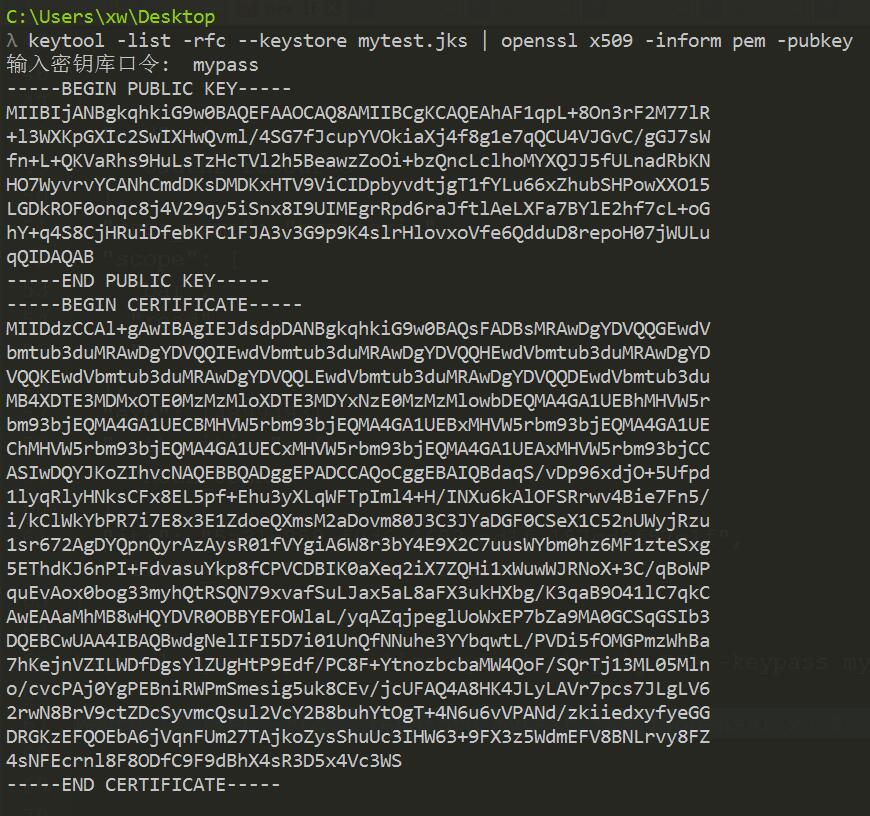 C:\Users\xw\Desktop
λ keytool -list -rfc --keystore mytest.jks | openssl x509 -inform pem -pubkey
输入密钥库口令:  mypass
-----BEGIN PUBLIC KEY-----
MIIBIjANBgkqhkiG9w0BAQEFAAOCAQ8AMIIBCgKCAQEAhAF1qpL+8On3rF2M77lR
+l3WXKpGXIc2SwIXHwQvml/4SG7fJcupYVOkiaXj4f8g1e7qQCU4VJGvC/gGJ7sW
fn+L+QKVaRhs9HuLsTzHcTVl2h5BeawzZoOi+bzQncLclhoMYXQJJ5fULnadRbKN
HO7WyvrvYCANhCmdDKsDMDKxHTV9ViCIDpbyvdtjgT1fYLu66xZhubSHPowXXO15
LGDkROF0onqc8j4V29qy5iSnx8I9UIMEgrRpd6raJftlAeLXFa7BYlE2hf7cL+oG
hY+q4S8CjHRuiDfebKFC1FJA3v3G9p9K4slrHlovxoVfe6QdduD8repoH07jWULu
qQIDAQAB
-----END PUBLIC KEY-----
-----BEGIN CERTIFICATE-----
MIIDdzCCAl+gAwIBAgIEJdsdpDANBgkqhkiG9w0BAQsFADBsMRAwDgYDVQQGEwdV
bmtub3duMRAwDgYDVQQIEwdVbmtub3duMRAwDgYDVQQHEwdVbmtub3duMRAwDgYD
VQQKEwdVbmtub3duMRAwDgYDVQQLEwdVbmtub3duMRAwDgYDVQQDEwdVbmtub3du
MB4XDTE3MDMxOTE0MzMzMloXDTE3MDYxNzE0MzMzMlowbDEQMA4GA1UEBhMHVW5r
bm93bjEQMA4GA1UECBMHVW5rbm93bjEQMA4GA1UEBxMHVW5rbm93bjEQMA4GA1UE
ChMHVW5rbm93bjEQMA4GA1UECxMHVW5rbm93bjEQMA4GA1UEAxMHVW5rbm93bjCC
ASIwDQYJKoZIhvcNAQEBBQADggEPADCCAQoCggEBAIQBdaqS/vDp96xdjO+5Ufpd
1lyqRlyHNksCFx8EL5pf+Ehu3yXLqWFTpIml4+H/INXu6kAlOFSRrwv4Bie7Fn5/
i/kClWkYbPR7i7E8x3E1ZdoeQXmsM2aDovm80J3C3JYaDGF0CSeX1C52nUWyjRzu
1sr672AgDYQpnQyrAzAysR01fVYgiA6W8r3bY4E9X2C7uusWYbm0hz6MF1zteSxg
5EThdKJ6nPI+FdvasuYkp8fCPVCDBIK0aXeq2iX7ZQHi1xWuwWJRNoX+3C/qBoWP
quEvAox0bog33myhQtRSQN79xvafSuLJax5aL8aFX3ukHXbg/K3qaB9O41lC7qkC
AwEAAaMhMB8wHQYDVR0OBBYEFOWlaL/yqAZqjpeglUoWxEP7bZa9MA0GCSqGSIb3
DQEBCwUAA4IBAQBwdgNelIFI5D7i01UnQfNNuhe3YYbqwtL/PVDi5fOMGPmzWhBa
7hKejnVZILWDfDgsYlZUgHtP9Edf/PC8F+YtnozbcbaMW4QoF/SQrTj13ML05Mln
o/cvcPAj0YgPEBniRWPmSmesig5uk8CEv/jcUFAQ4A8HK4JLyLAVr7pcs7JLgLV6
2rwN8BrV9ctZDcSyvmcQsul2VcY2B8buhYtOgT+4N6u6vVPANd/zkiiedxyfyeGG
DRGKzEFQOEbA6jVqnFUm27TAjkoZysShuUc3IHW63+9FX3z5WdmEFV8BNLrvy8FZ
4sNFEcrnl8F8ODfC9F9dBhX4sR3D5x4Vc3WS
-----END CERTIFICATE-----